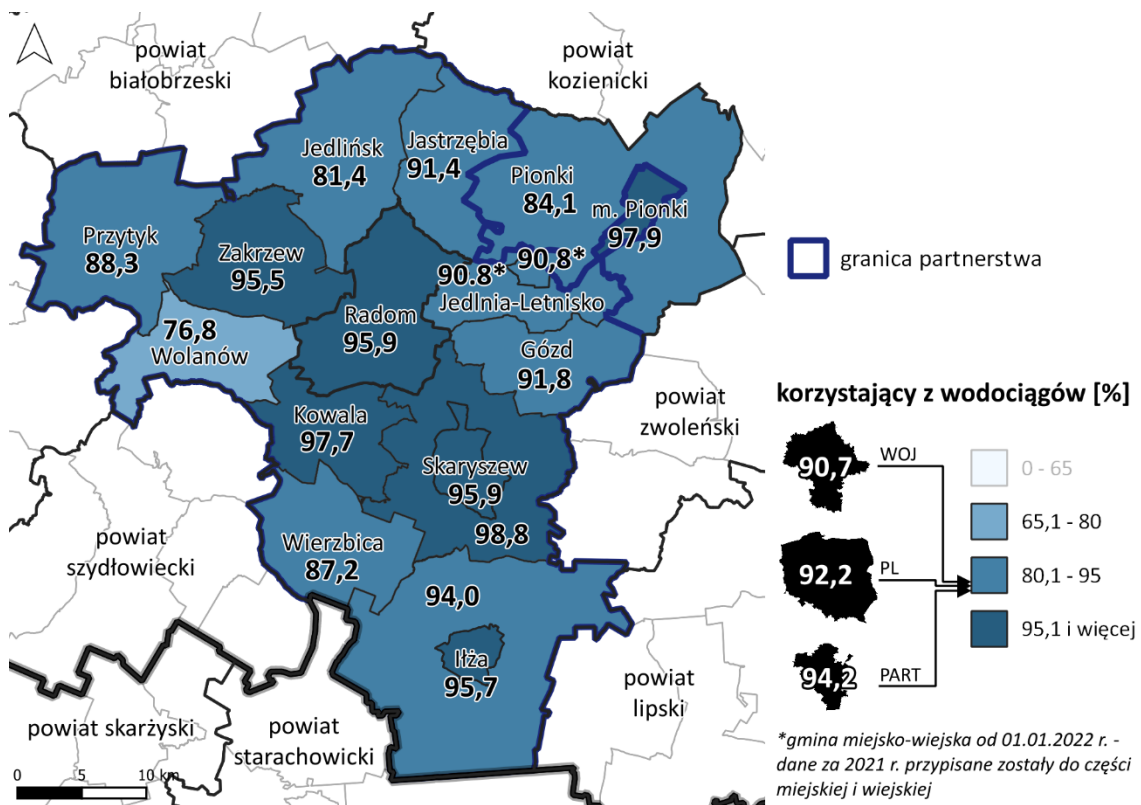 powiat
białobrzeski
powiat
kozienicki
Jedlińsk
81,4
Jastrzębia
91,4
Pionki
84,1
m. Pionki
97,9
Przytyk
88,3
Zakrzew
95,5
90.8*
90,8*
Jedlnia-Letnisko
Radom
95,9
76,8
Wolanów
Gózd
91,8
Kowala
97,7
powiat
zwoleński
Skaryszew
95,9
98,8
Wierzbica
87,2
powiat
szydłowiecki
94,0
Iłża
95,7
powiat
lipski
powiat skarżyski
powiat
starachowicki
0 5 10 km
granica partnerstwa
korzystający z wodociągów [%]
90,7
WOJ
92,2
PL
94,2
PART
0 - 65
65,1 - 80
80,1 - 95
95,1 i więcej
*gmina miejsko-wiejska od 01.01.2022 r. -
dane za 2021 r. przypisane zostały do części
miejskiej i wiejskiej